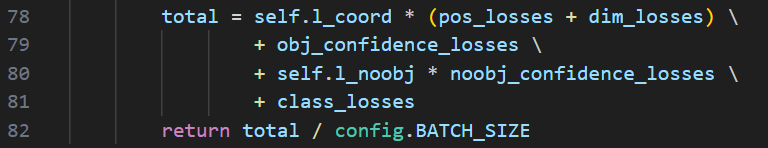 78 total = self.l_coord * (pos_losses + dim_losses) \
79 + obj_confidence_losses \
80 + self.l_noobj * noobj_confidence_losses \
81 + class_losses
82 return total / config.BATCH_SIZE